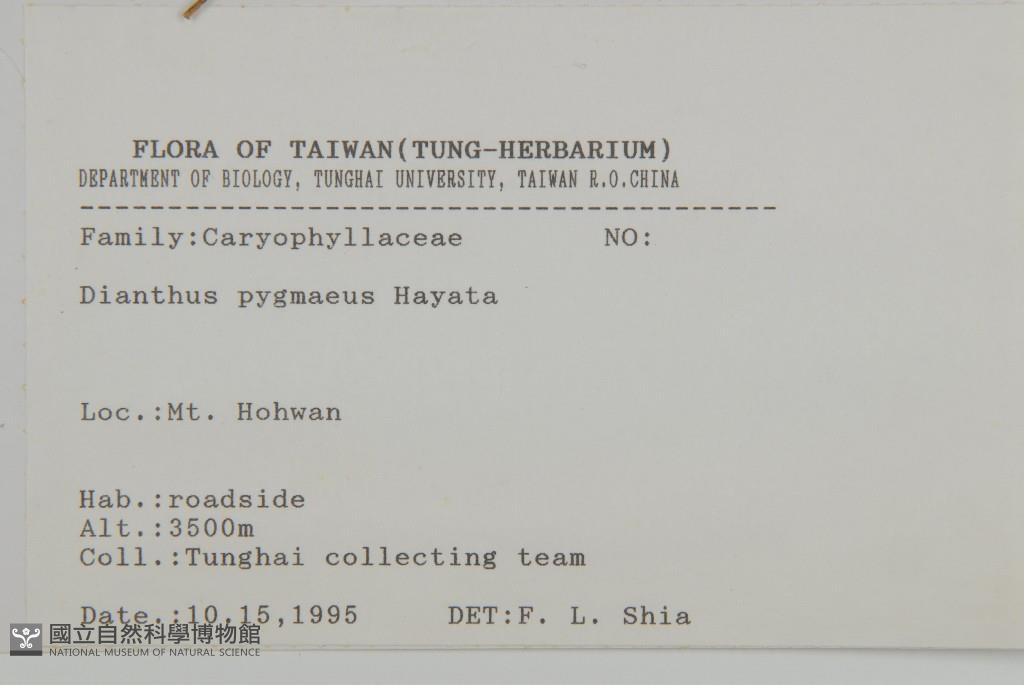 FLORA OF TAIWAN(TUNG-HERBARIUM)
DEPARTMENT OF BIOLOGY, TUNGHAI UNIVERSITY, TAIWAN R.O.CHINA
----------------------------------------
Family:Caryophyllaceae NO:
Dianthus pygmaeus Hayata
Loc.:Mt. Hohwan
Hab.:roadside
Alt.:3500m
Coll.:Tunghai collecting team
Date.:10,15,1995 DET:F. L. Shia
國立自然科學博物館
NATIONAL MUSEUM OF NATURAL SCIENCE